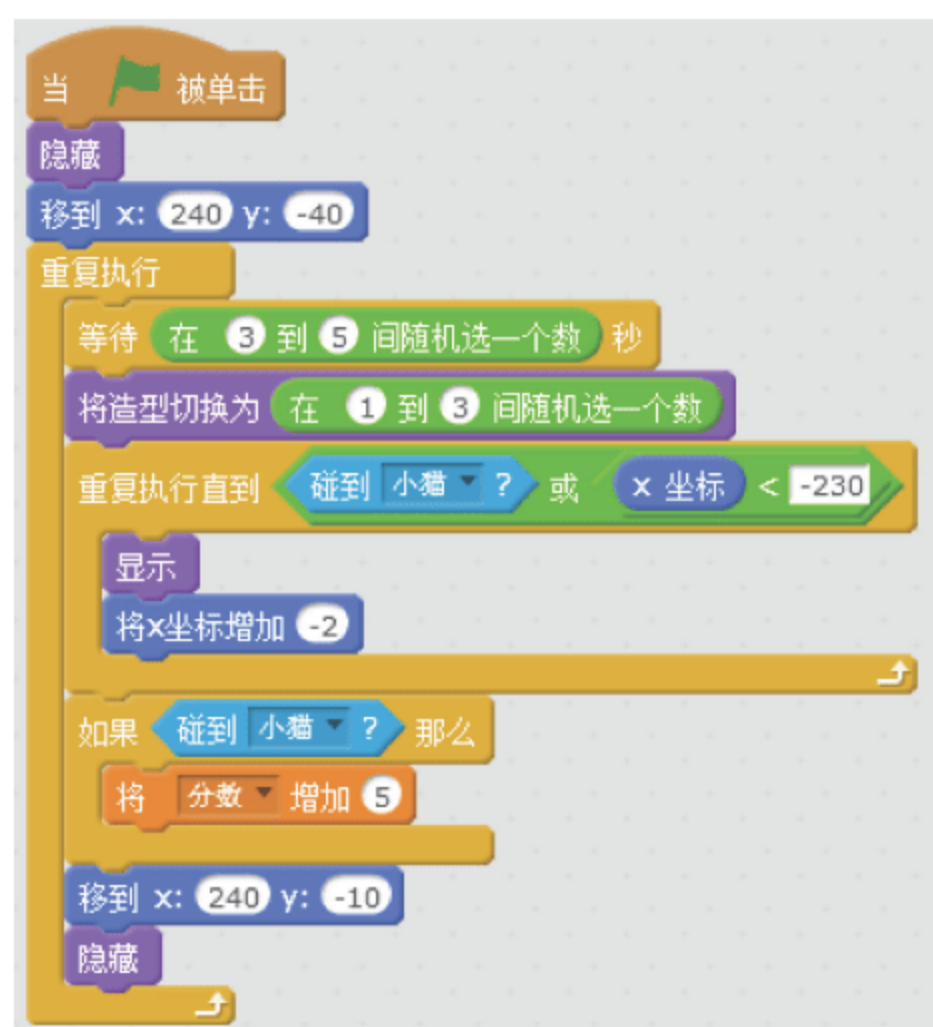 当 被单击
隐藏
移到 x: 240 y: -40
重复执行
等待 在 3 到 5 间随机选一个数 秒
将造型切换为 在 1 到 3 间随机选一个数
重复执行直到 碰到 小猫 ? 或 x 坐标 < -230
显示
将x坐标增加 -2
如果 碰到 小猫 ? 那么
将 分数 增加 5
移到 x: 240 y: -10
隐藏